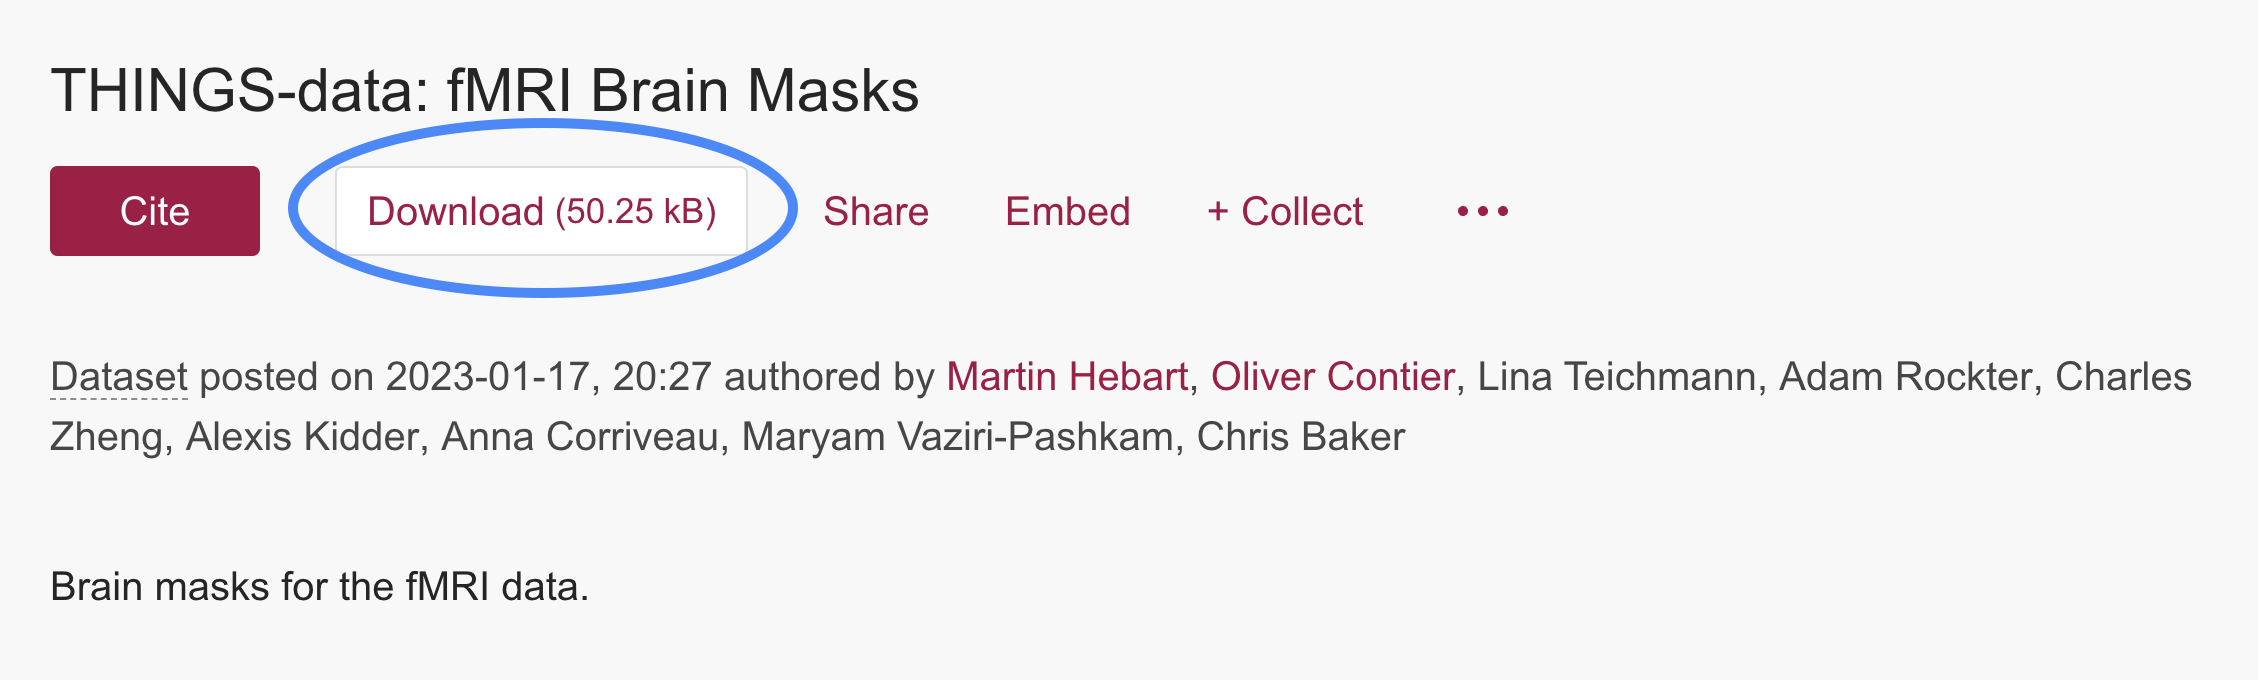 THINGS-data: fMRI Brain Masks
Cite Download (50.25 kB) Share Embed + Collect •••
Dataset posted on 2023-01-17, 20:27 authored by Martin Hebart, Oliver Contier, Lina Teichmann, Adam Rockter, Charles
Zheng, Alexis Kidder, Anna Corriveau, Maryam Vaziri-Pashkam, Chris Baker
Brain masks for the fMRI data.